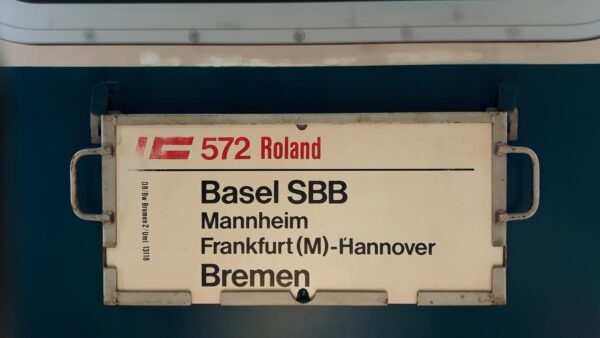 IC 572 Roland
Basel SBB
Mannheim
Frankfurt (M)-Hannover
Bremen